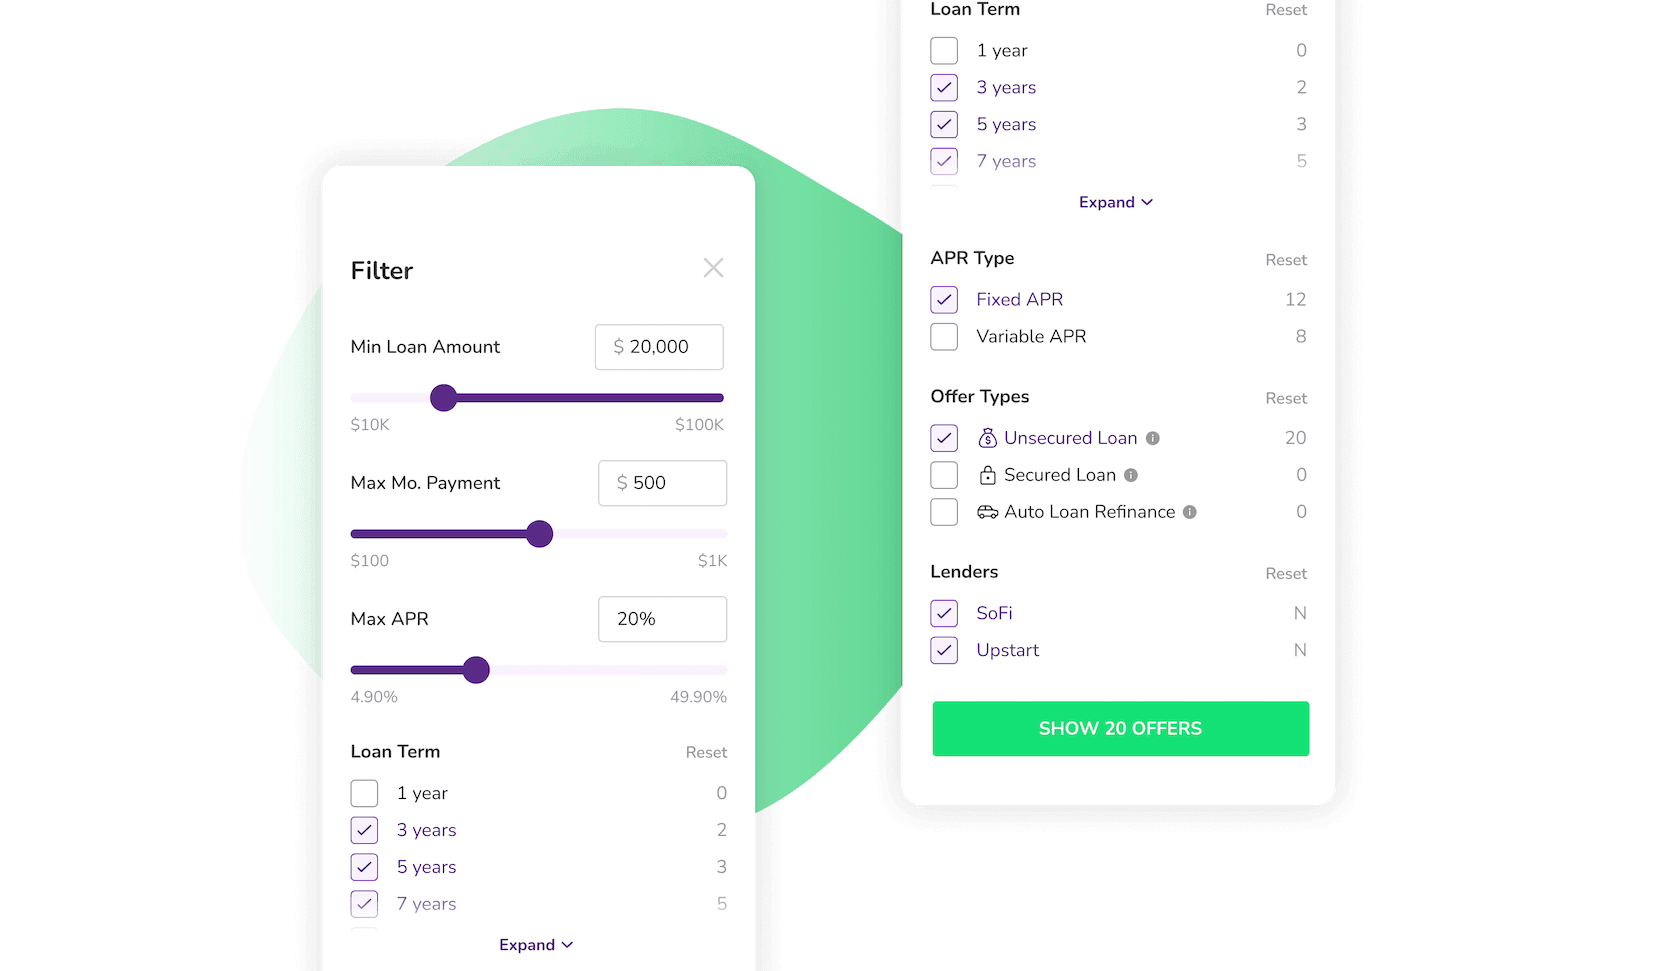 Filter
Min Loan Amount $ 20,000
$10K $100K
Max Mo. Payment $ 500
$100 $1K
Max APR 20%
4.90% 49.90%
Loan Term Reset
1 year 0
3 years 2
5 years 3
7 years 5
Expand
Loan Term Reset
1 year 0
3 years 2
5 years 3
7 years 5
Expand
APR Type Reset
Fixed APR 12
Variable APR 8
Offer Types Reset
Unsecured Loan 20
Secured Loan 0
Auto Loan Refinance 0
Lenders Reset
SoFi N
Upstart N
SHOW 20 OFFERS